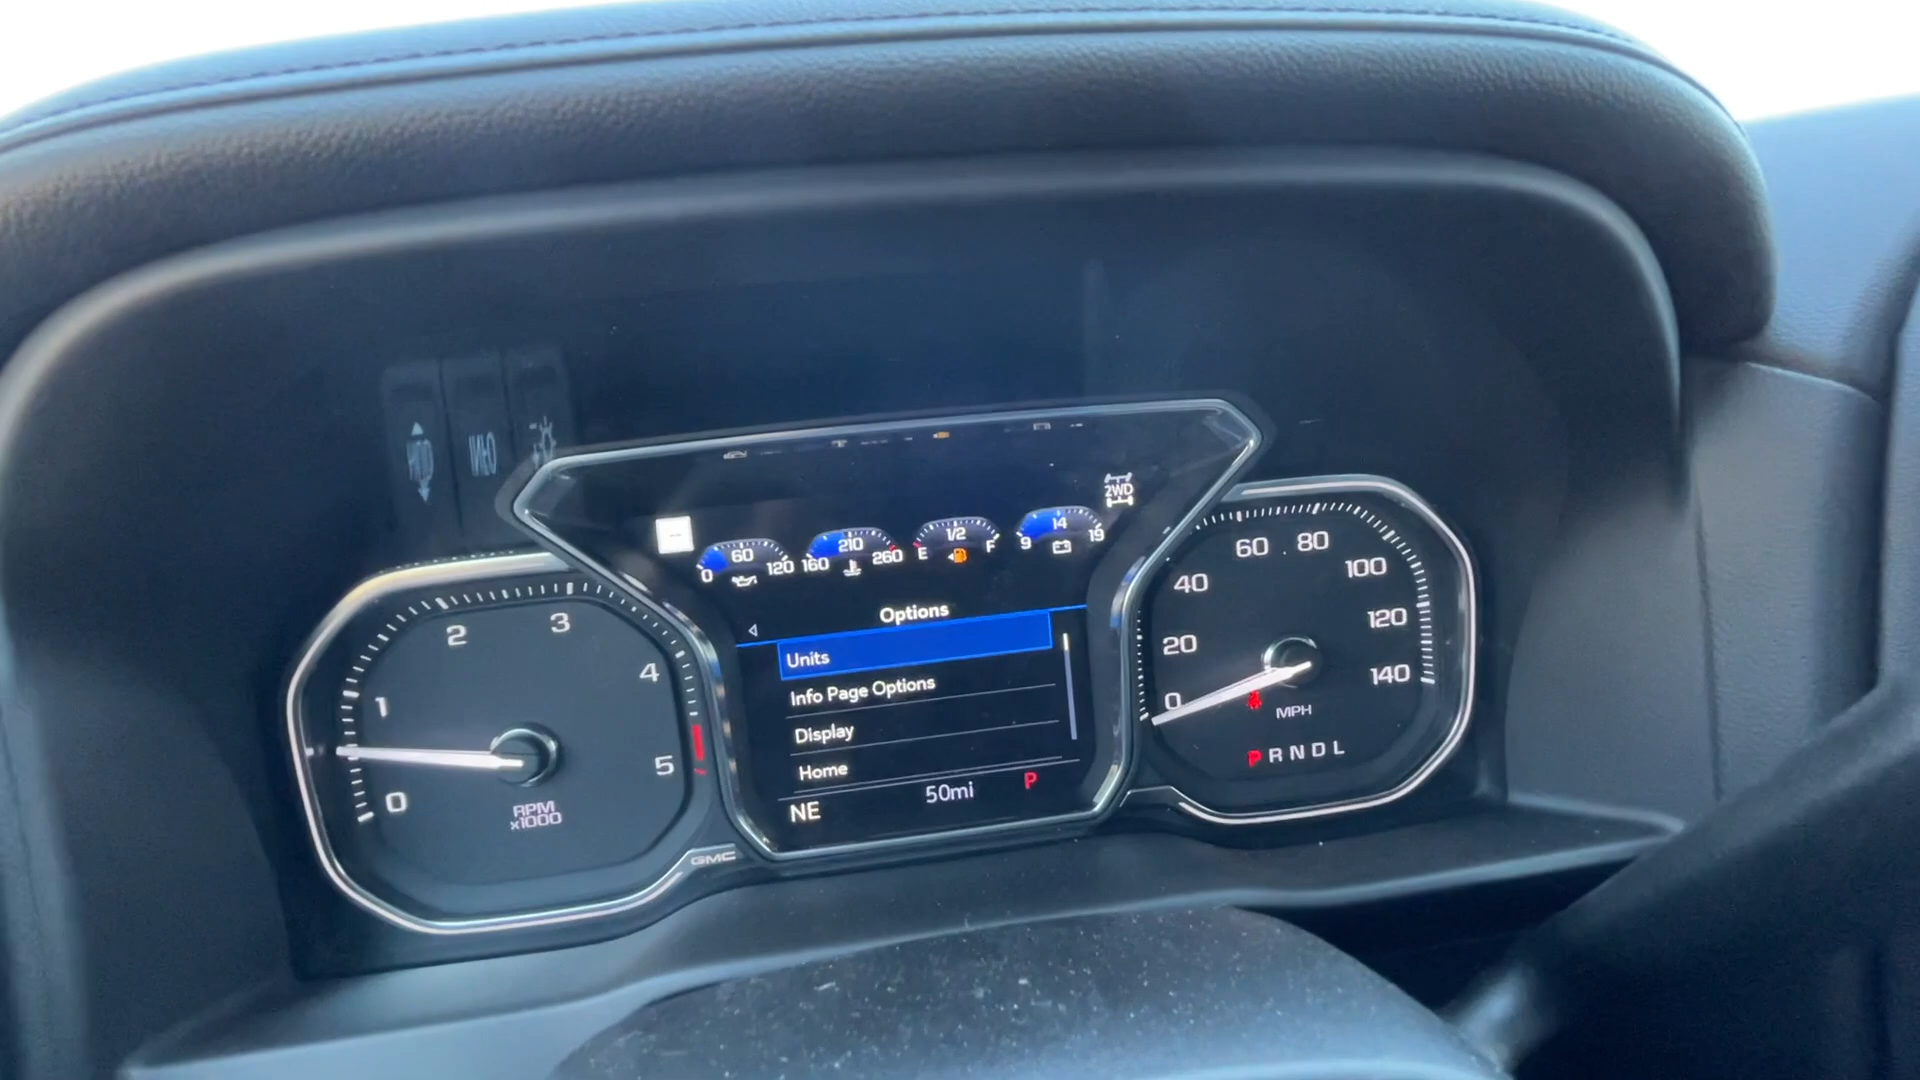 INFO
2WD
0 60 120
160 210 260
E 1/2 F
9 14 19
Options
Units
Info Page Options
Display
Home
NE 50mi P
0 1 2 3 4 5
RPM
x1000
GMC
0 20 40 60 80 100 120 140
MPH
PRNDL